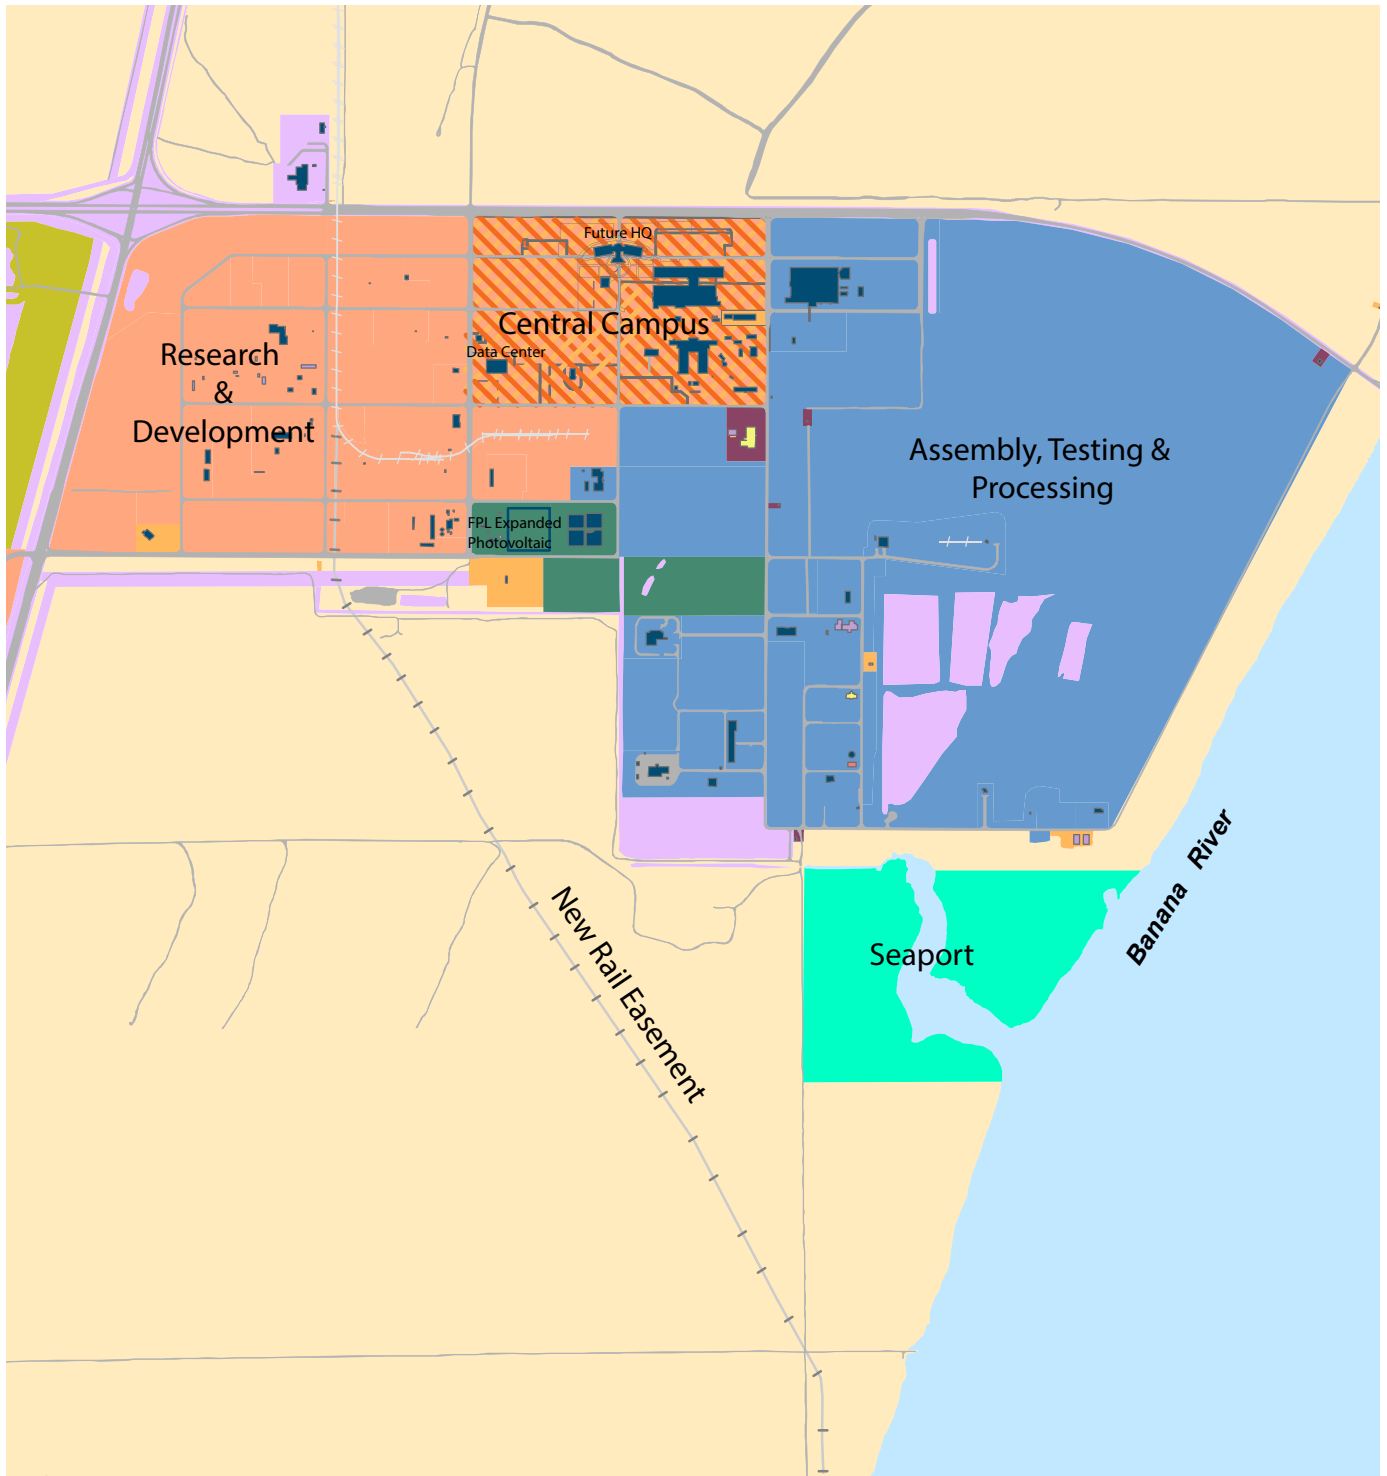 Future HQ
Central Campus
Data Center
Research
&
Development
Assembly, Testing &
Processing
FPL Expanded
Photovoltaic
New Rail Easement
Seaport
Banana River